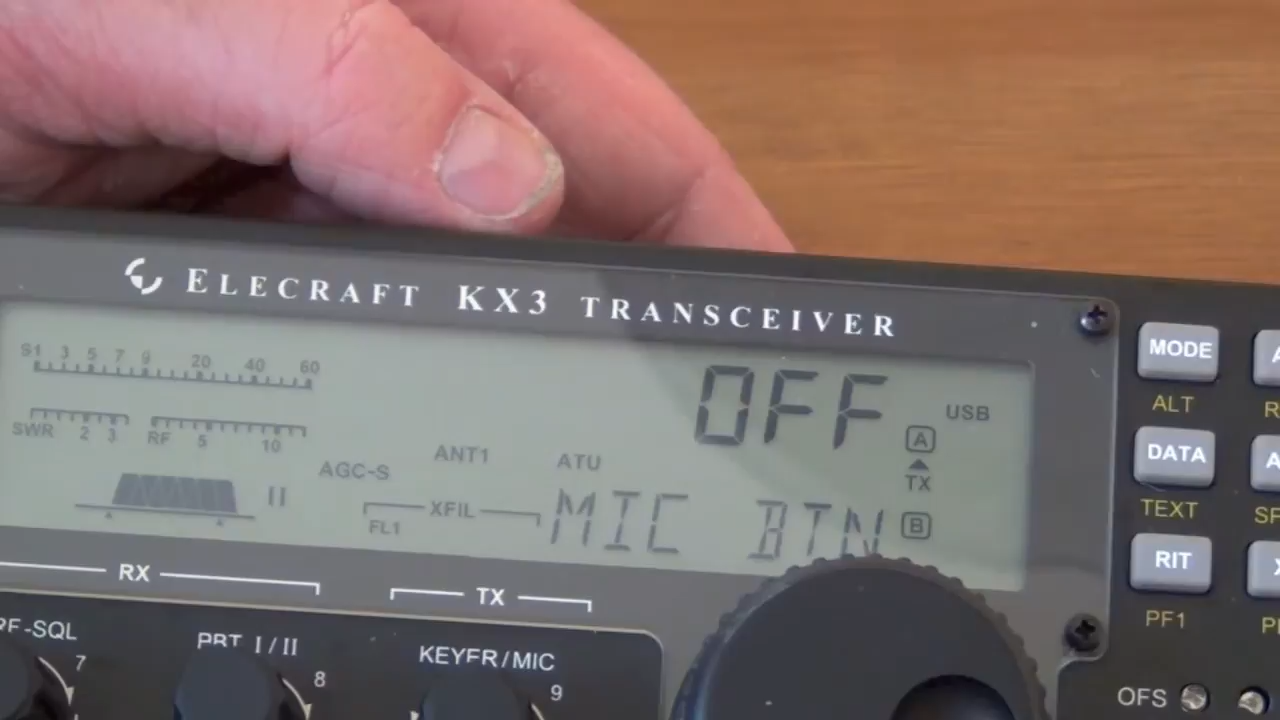 ELECRAFT KX3 TRANSCEIVER
S1 3 5 7 9 20 40 60
OFF
USB
SWR 2 3 RF 5 10
AGC-S
ANT1
ATU
A
TX
B
II
FL1
XFIL
MIC BTN
RX
TX
PBT I/II
KEYER/MIC
7
8
9
MODE
ALT
DATA
TEXT
RIT
PF1
OFS